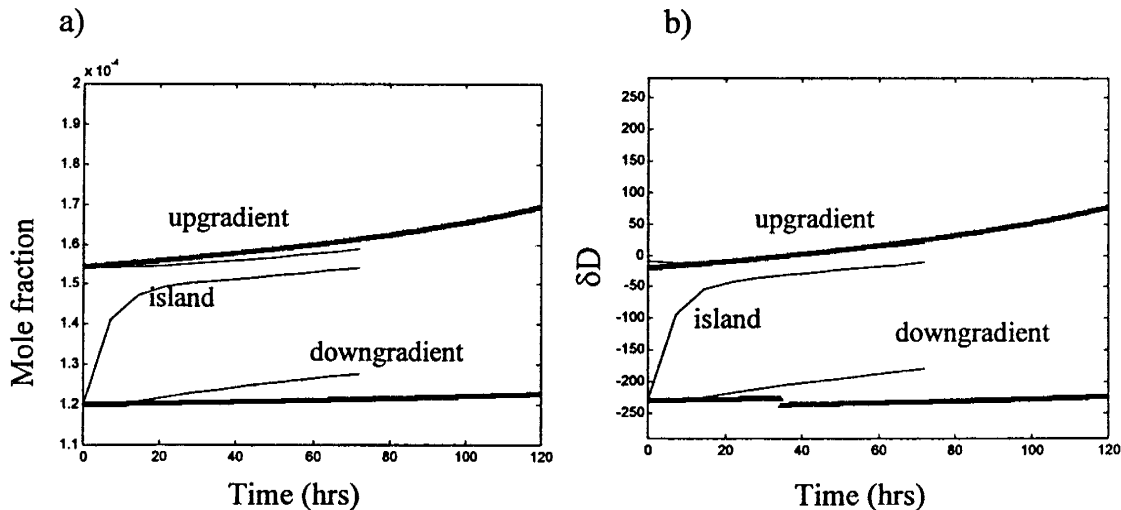 a)
x 10⁻⁴
2
1.9
1.8
1.7
1.6
1.5
1.4
1.3
1.2
1.1
0
20
40
60
80
100
120
Mole fraction
Time (hrs)
upgradient
island
downgradient
b)
250
200
150
100
50
0
-50
-100
-150
-200
-250
0
20
40
60
80
100
120
δD
Time (hrs)
upgradient
island
downgradient